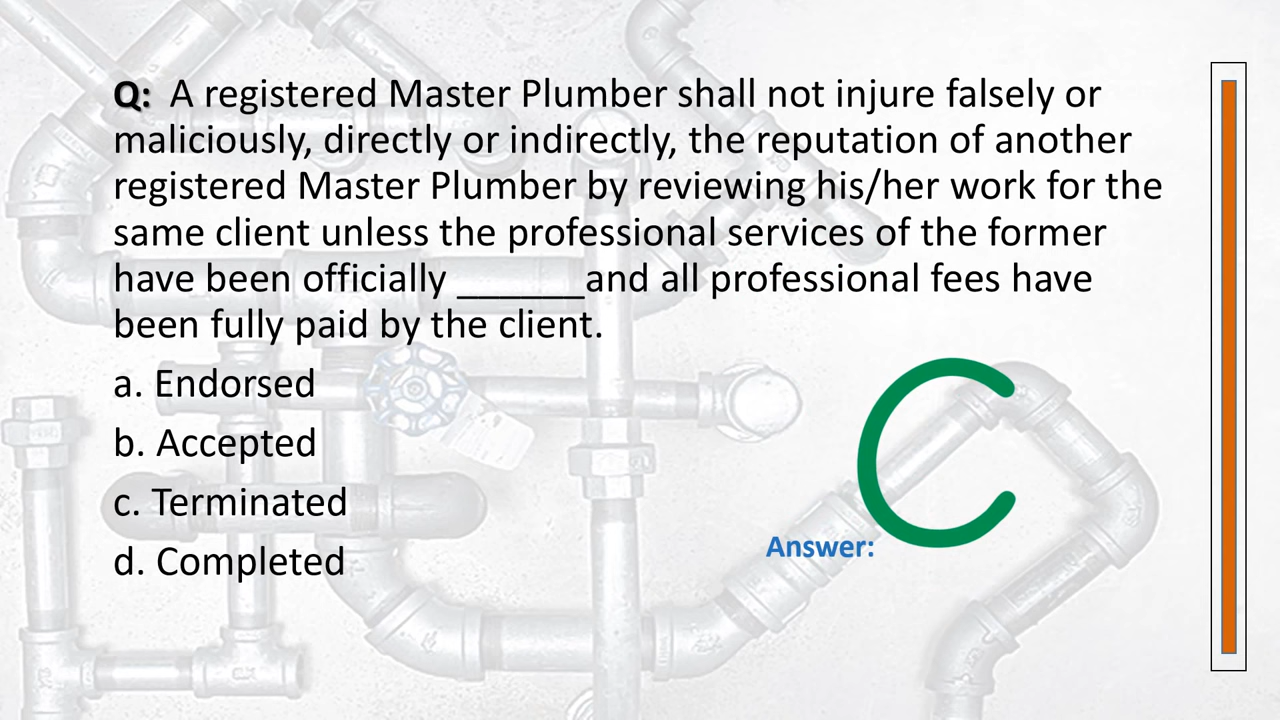 Q: A registered Master Plumber shall not injure falsely or
maliciously, directly or indirectly, the reputation of another
registered Master Plumber by reviewing his/her work for the
same client unless the professional services of the former
have been officially ______and all professional fees have
been fully paid by the client.
a. Endorsed
b. Accepted
c. Terminated
d. Completed
Answer: C